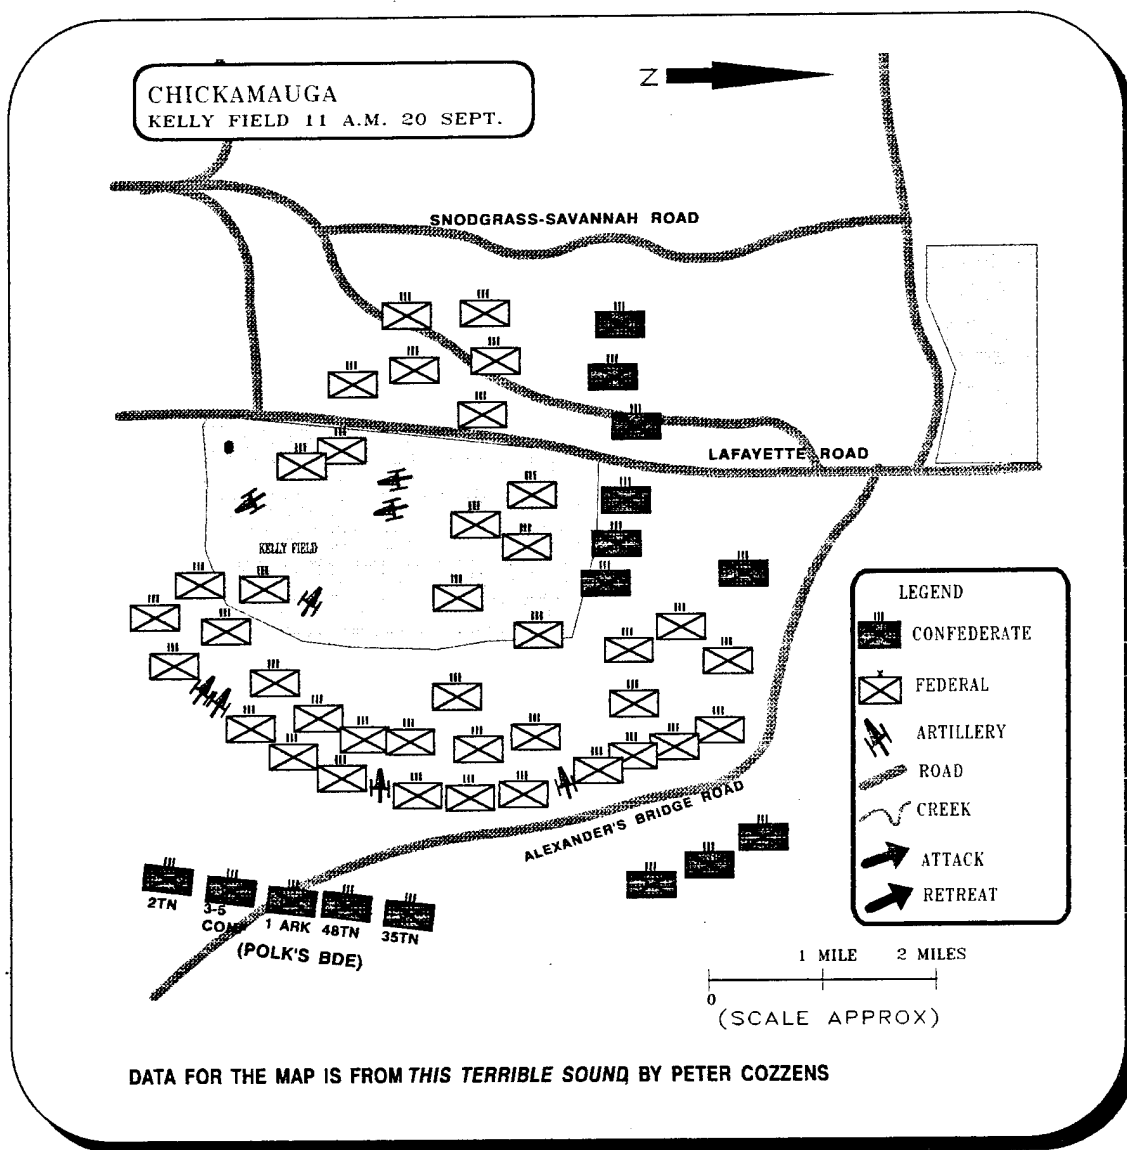 CHICKAMAUGA
KELLY FIELD 11 A.M. 20 SEPT.
N
SNODGRASS-SAVANNAH ROAD
LAFAYETTE ROAD
KELLY FIELD
LEGEND
CONFEDERATE
FEDERAL
ARTILLERY
ROAD
CREEK
ATTACK
RETREAT
ALEXANDER'S BRIDGE ROAD
2TN
3-5
1 ARK
48TN
35TN
(POLK'S BDE)
1 MILE 2 MILES
0
(SCALE APPROX)
DATA FOR THE MAP IS FROM THIS TERRIBLE SOUND, BY PETER COZZENS